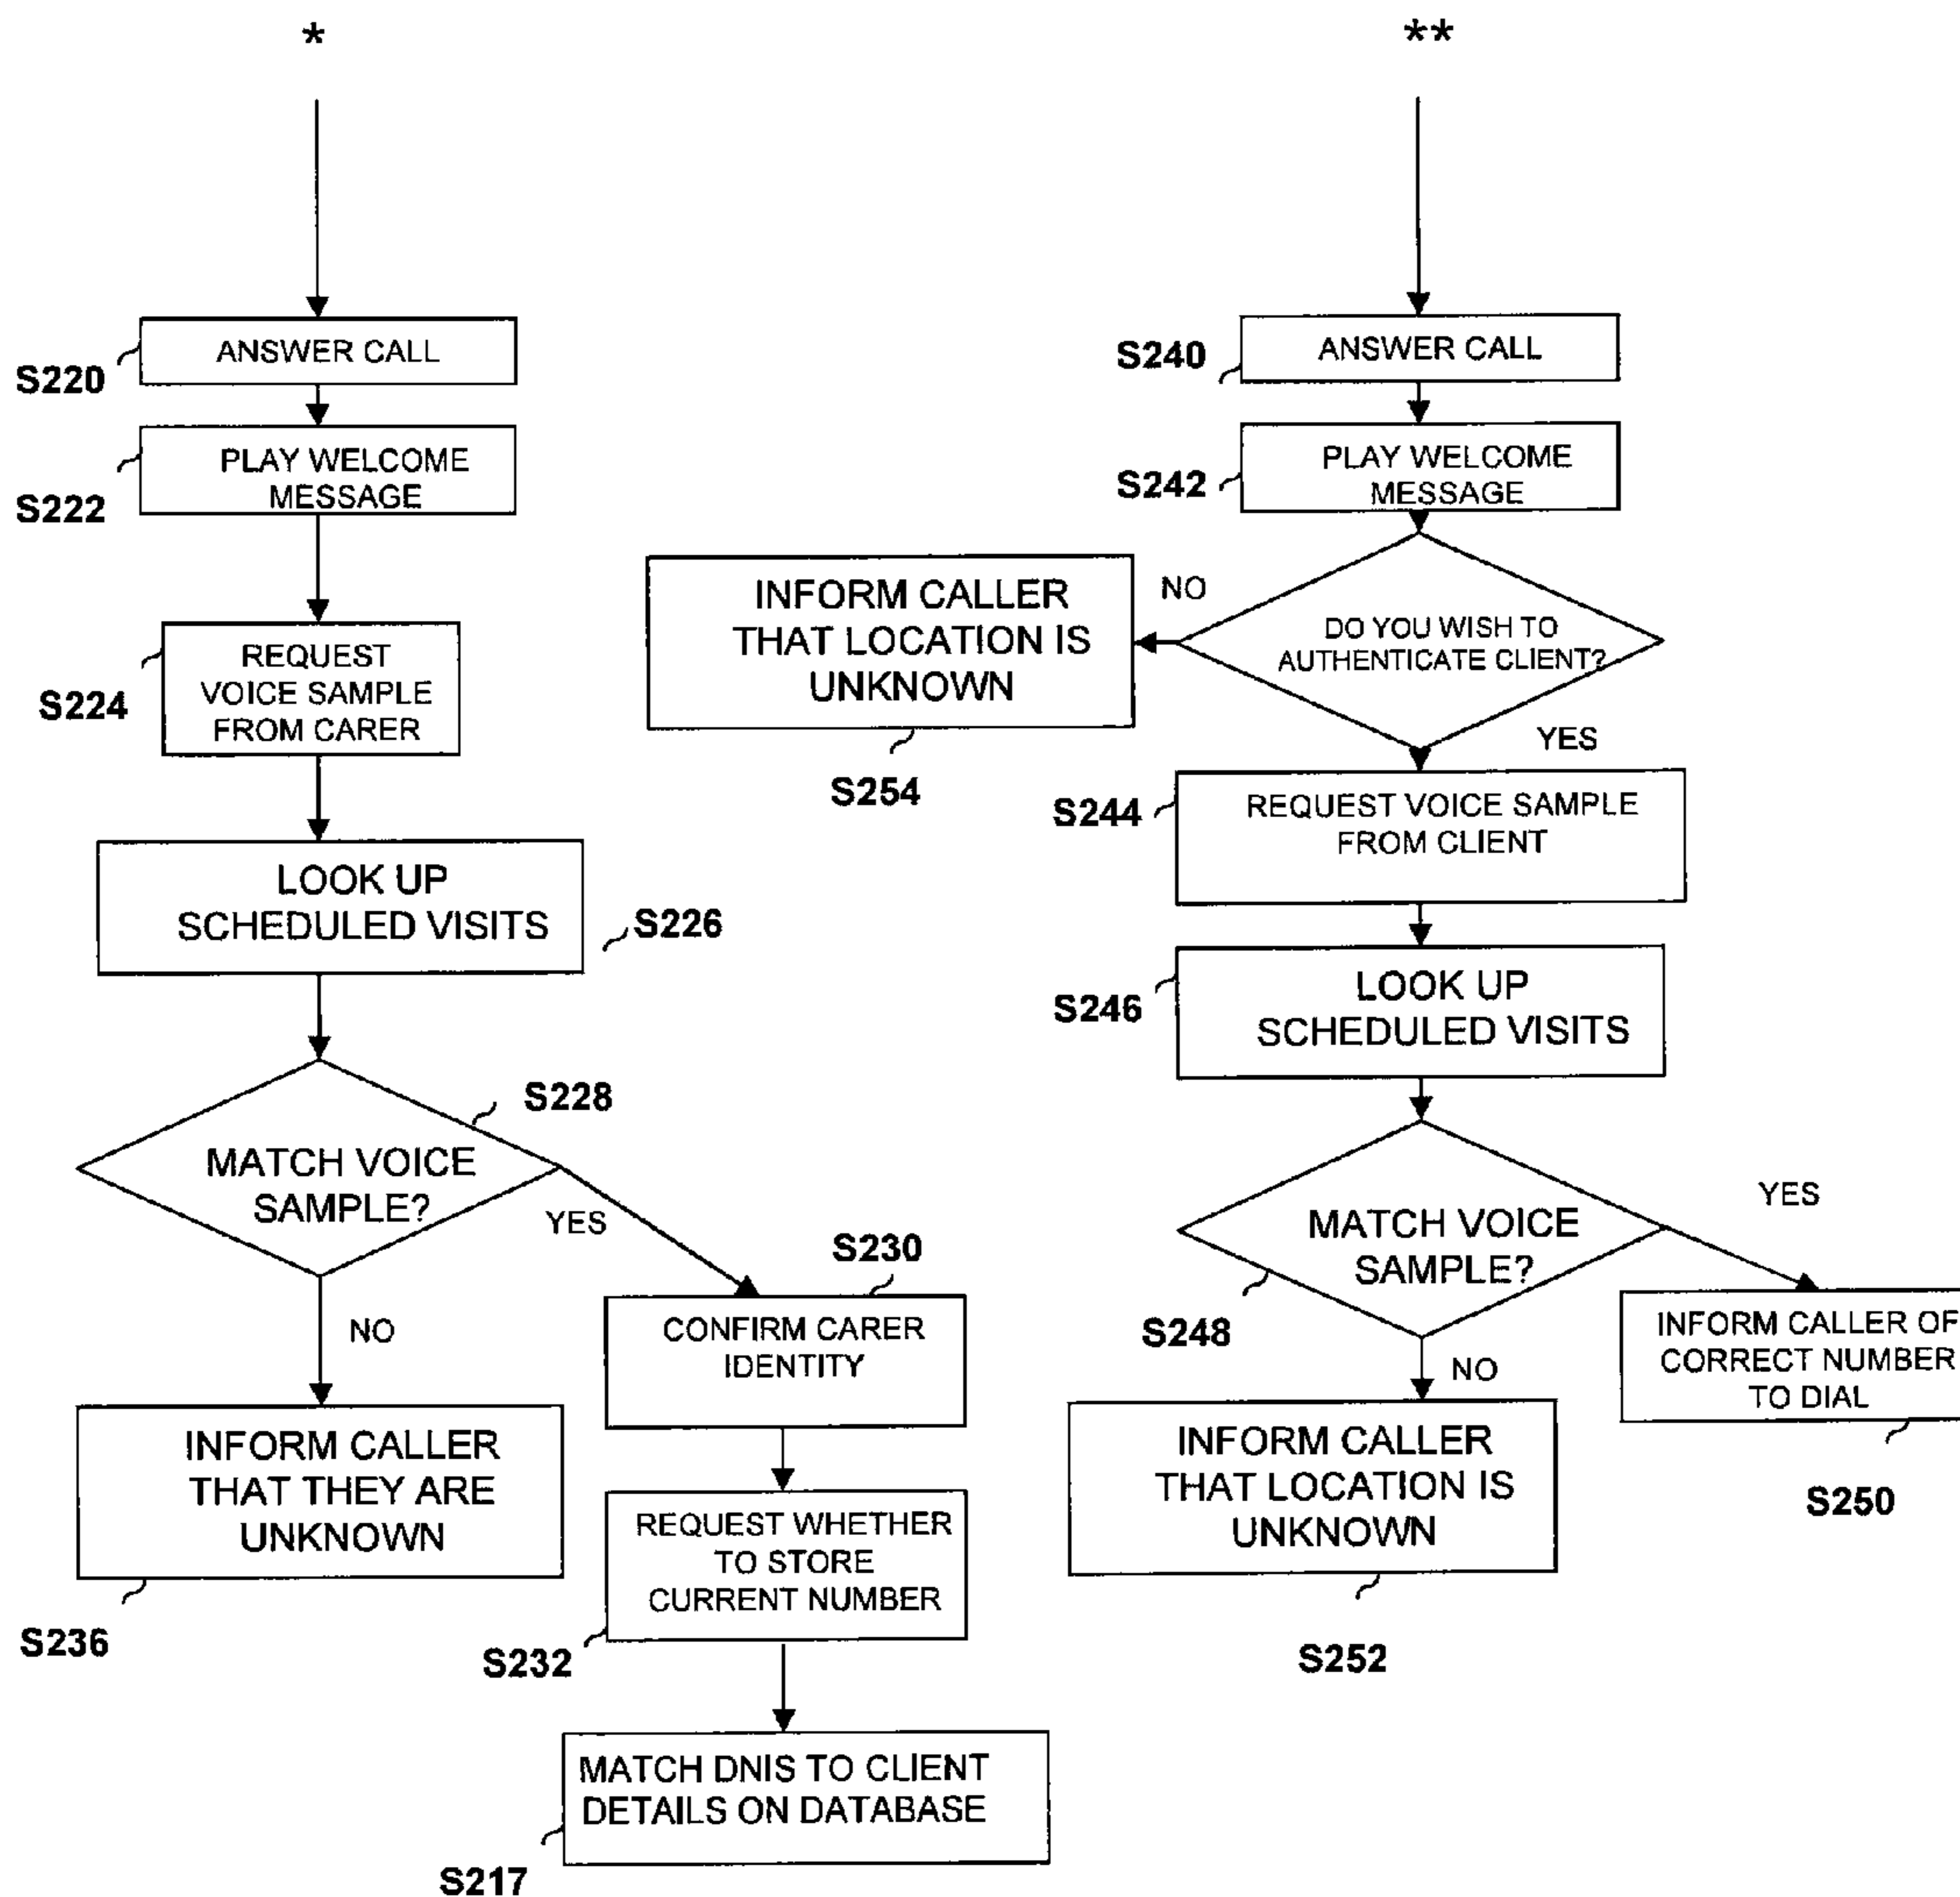 *
ANSWER CALL
S220
PLAY WELCOME
MESSAGE
S222
REQUEST
VOICE SAMPLE
FROM CARER
S224
LOOK UP
SCHEDULED VISITS
S226
S228
MATCH VOICE
SAMPLE?
YES
NO
S230
CONFIRM CARER
IDENTITY
INFORM CALLER
THAT THEY ARE
UNKNOWN
S236
REQUEST WHETHER
TO STORE
CURRENT NUMBER
S232
MATCH DNIS TO CLIENT
DETAILS ON DATABASE
S217
**
S240
ANSWER CALL
S242
PLAY WELCOME
MESSAGE
NO
DO YOU WISH TO
AUTHENTICATE CLIENT?
INFORM CALLER
THAT LOCATION IS
UNKNOWN
S254
YES
S244
REQUEST VOICE SAMPLE
FROM CLIENT
S246
LOOK UP
SCHEDULED VISITS
MATCH VOICE
SAMPLE?
YES
S248
NO
INFORM CALLER OF
CORRECT NUMBER
TO DIAL
S250
INFORM CALLER
THAT LOCATION IS
UNKNOWN
S252